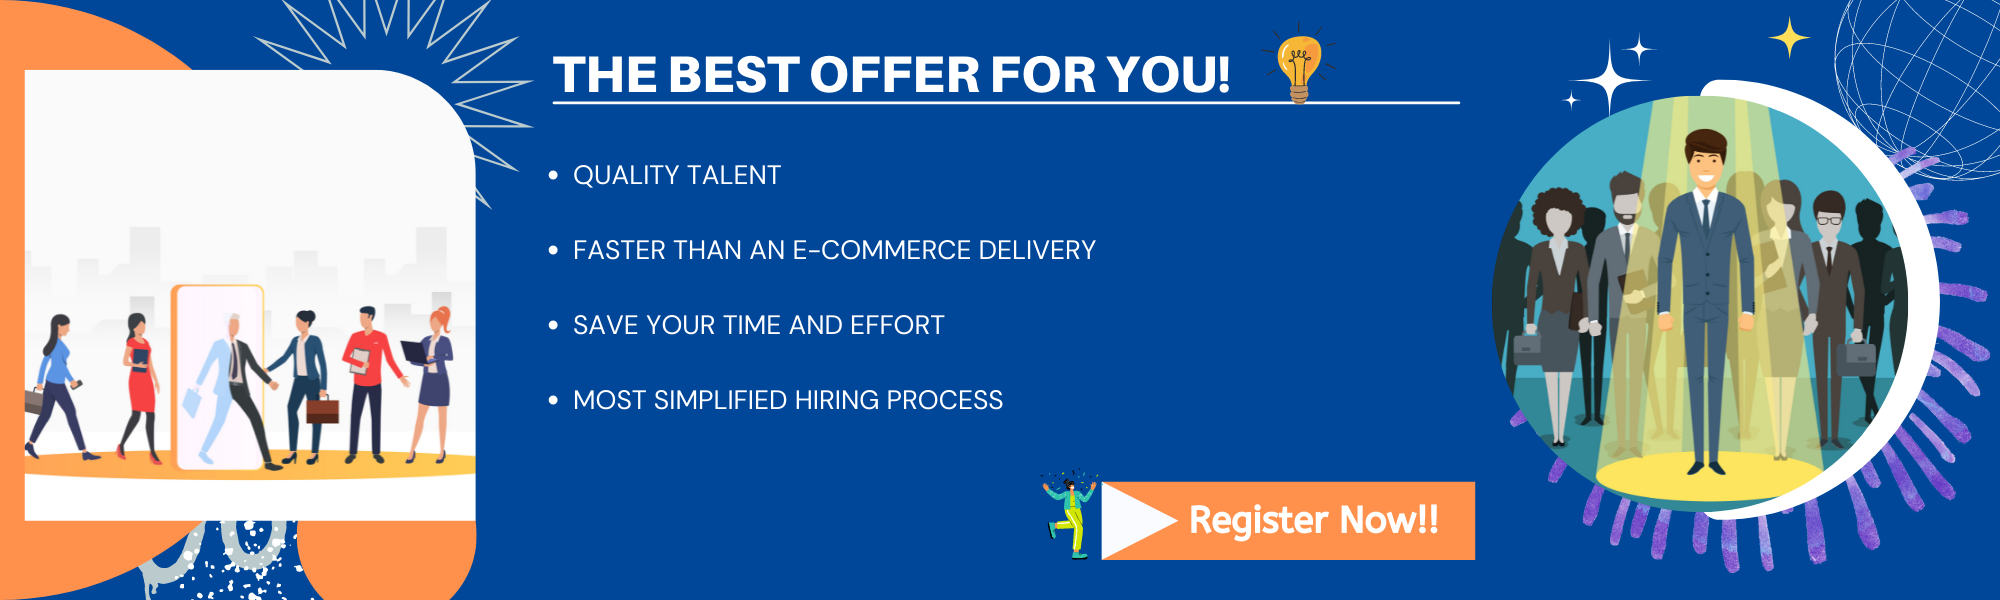 THE BEST OFFER FOR YOU!
• QUALITY TALENT
• FASTER THAN AN E-COMMERCE DELIVERY
• SAVE YOUR TIME AND EFFORT
• MOST SIMPLIFIED HIRING PROCESS
Register Now!!